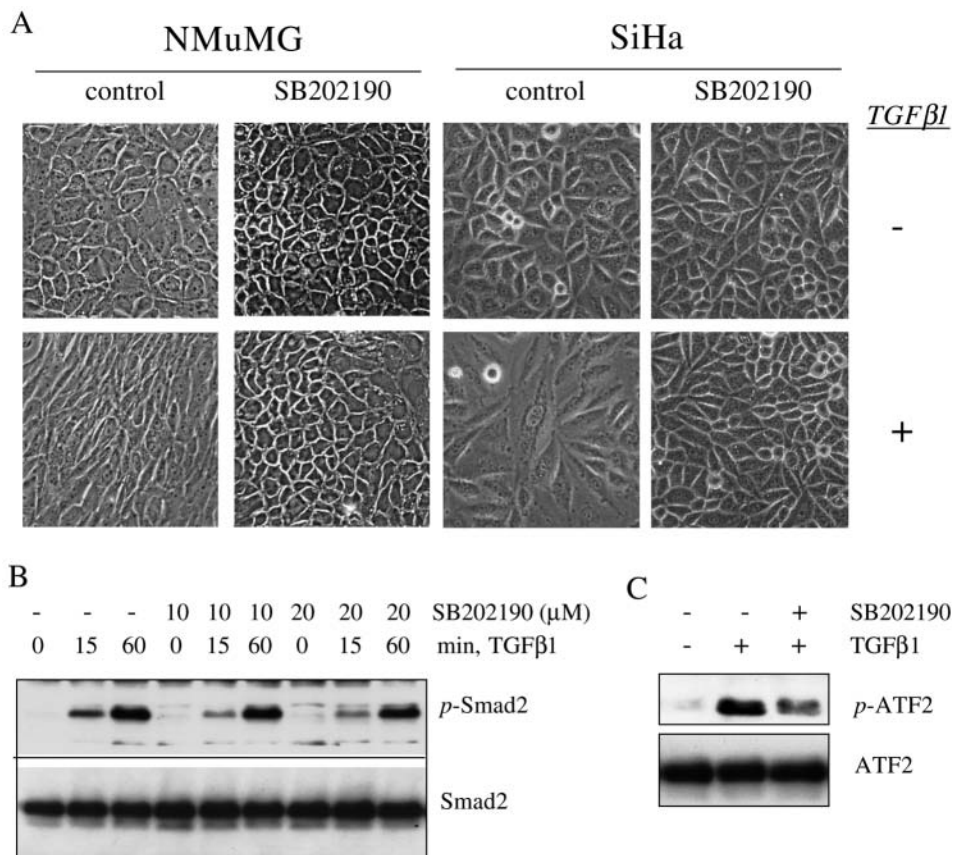 A
NMuMG SiHa
control SB202190 control SB202190
TGFβ1
-
+
B
- - - 10 10 10 20 20 20 SB202190 (μM)
0 15 60 0 15 60 0 15 60 min, TGFβ1
p-Smad2
Smad2
C
- - + SB202190
- + + TGFβ1
p-ATF2
ATF2